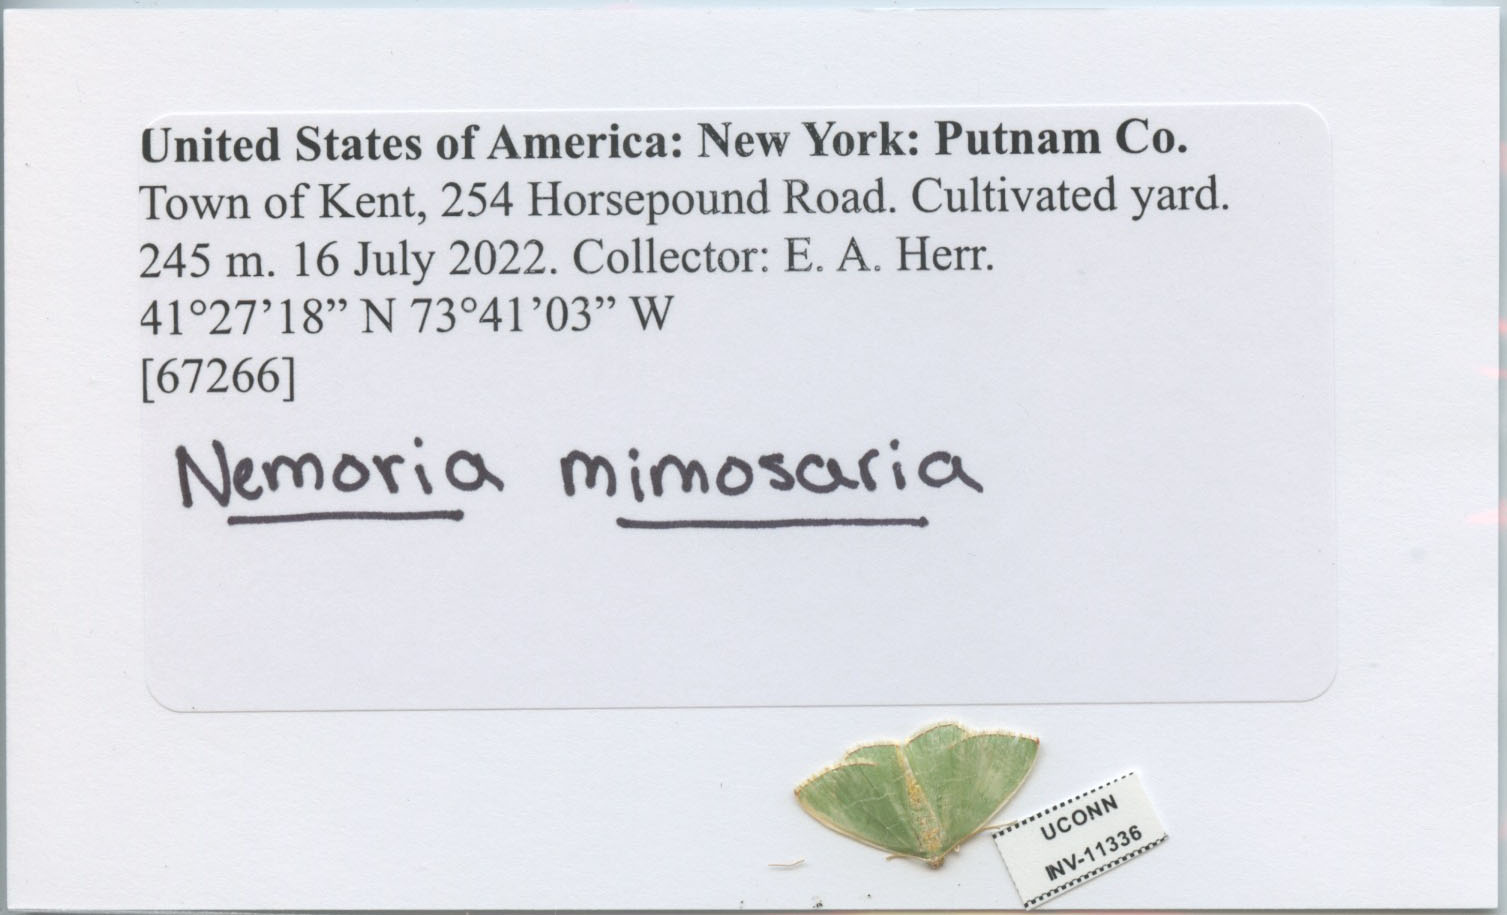 United States of America: New York: Putnam Co.
Town of Kent, 254 Horsepound Road. Cultivated yard.
245 m. 16 July 2022. Collector: E. A. Herr.
41°27’18” N 73°41’03” W
[67266]
Nemoria mimosaria
UCONN
INV-11336